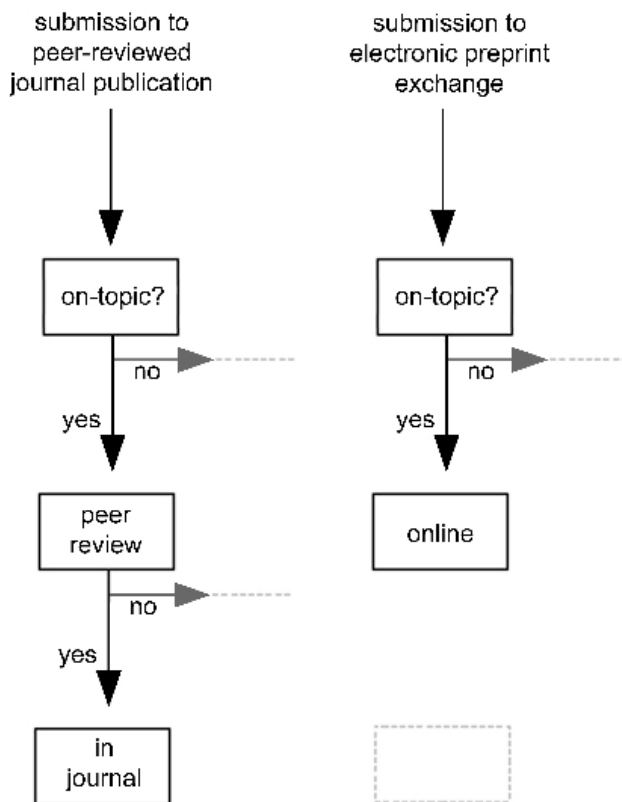 submission to
peer-reviewed
journal publication
on-topic?
no
yes
peer
review
no
yes
in
journal
submission to
electronic preprint
exchange
on-topic?
no
yes
online